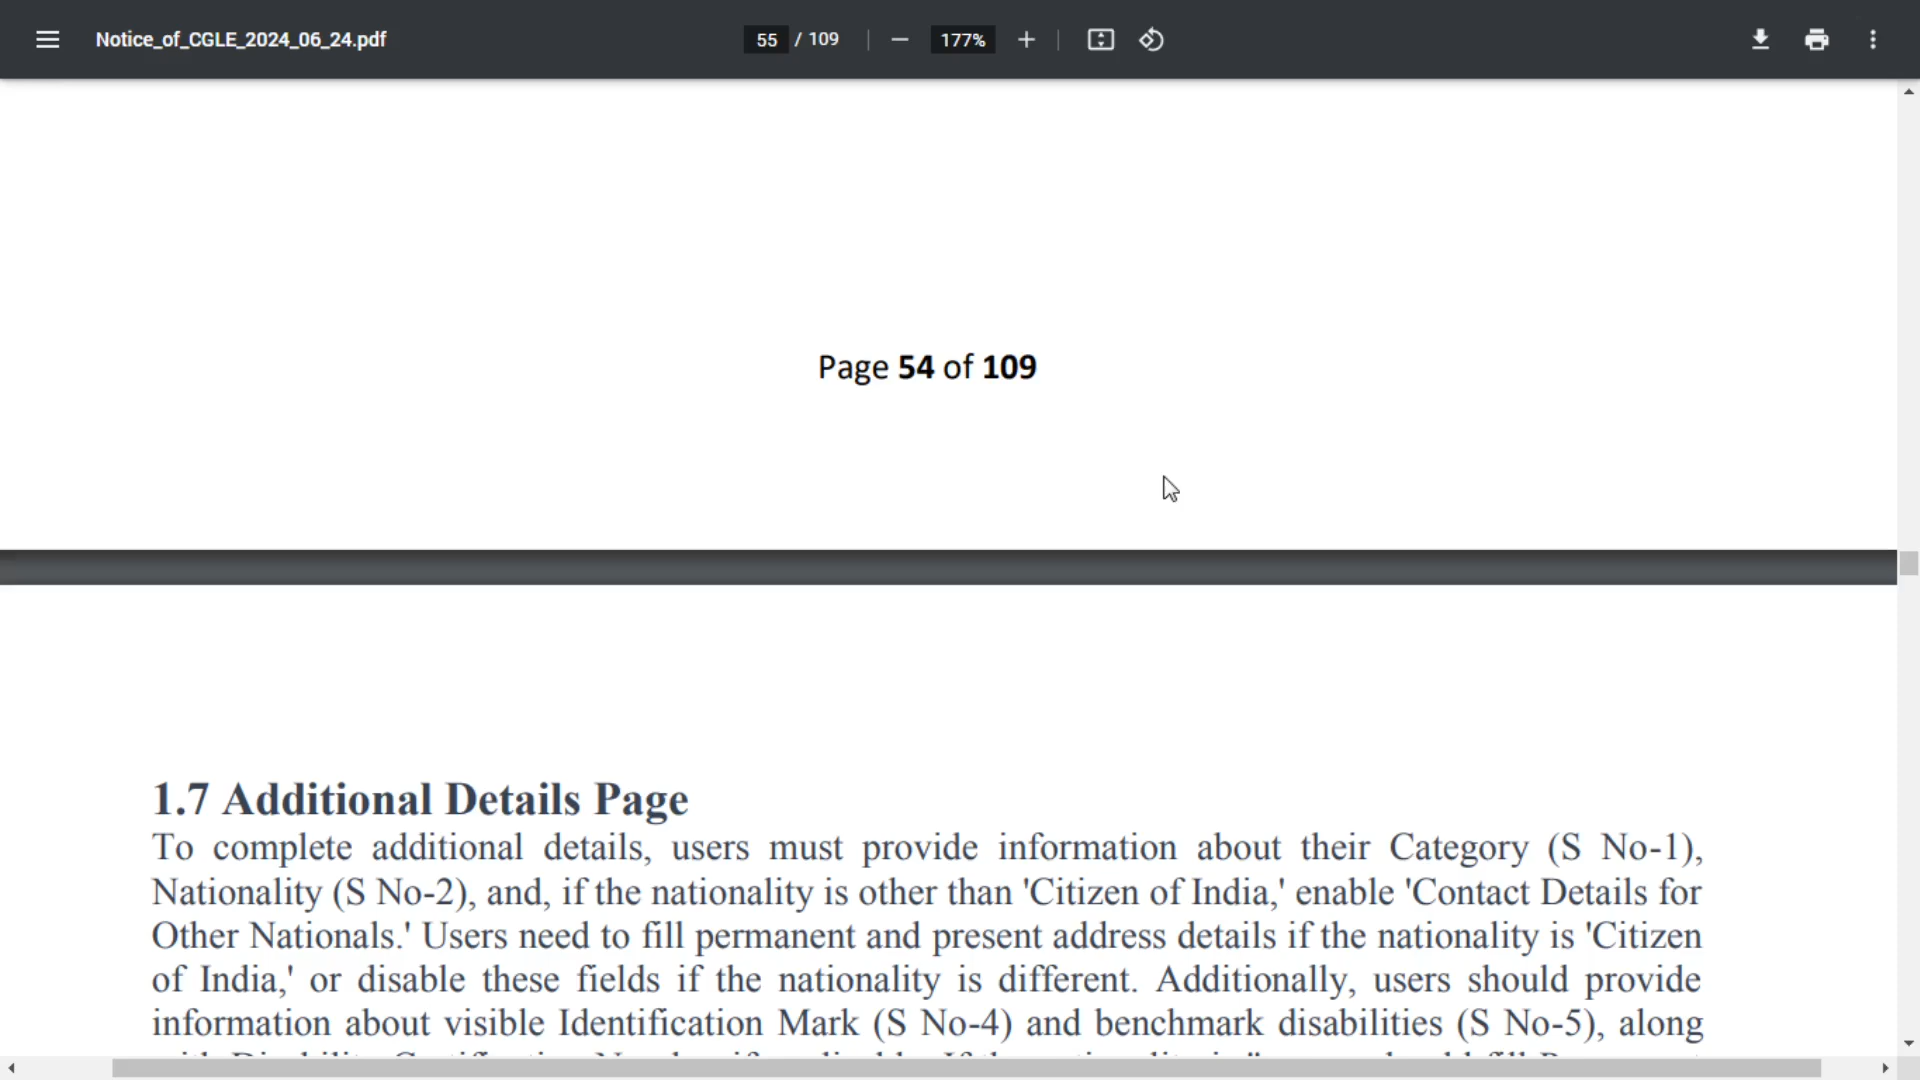 Notice_of_CGLE_2024_06_24.pdf
55 / 109
177%
Page 54 of 109
1.7 Additional Details Page
To complete additional details, users must provide information about their Category (S No-1),
Nationality (S No-2), and, if the nationality is other than 'Citizen of India,' enable 'Contact Details for
Other Nationals.' Users need to fill permanent and present address details if the nationality is 'Citizen
of India,' or disable these fields if the nationality is different. Additionally, users should provide
information about visible Identification Mark (S No-4) and benchmark disabilities (S No-5), along